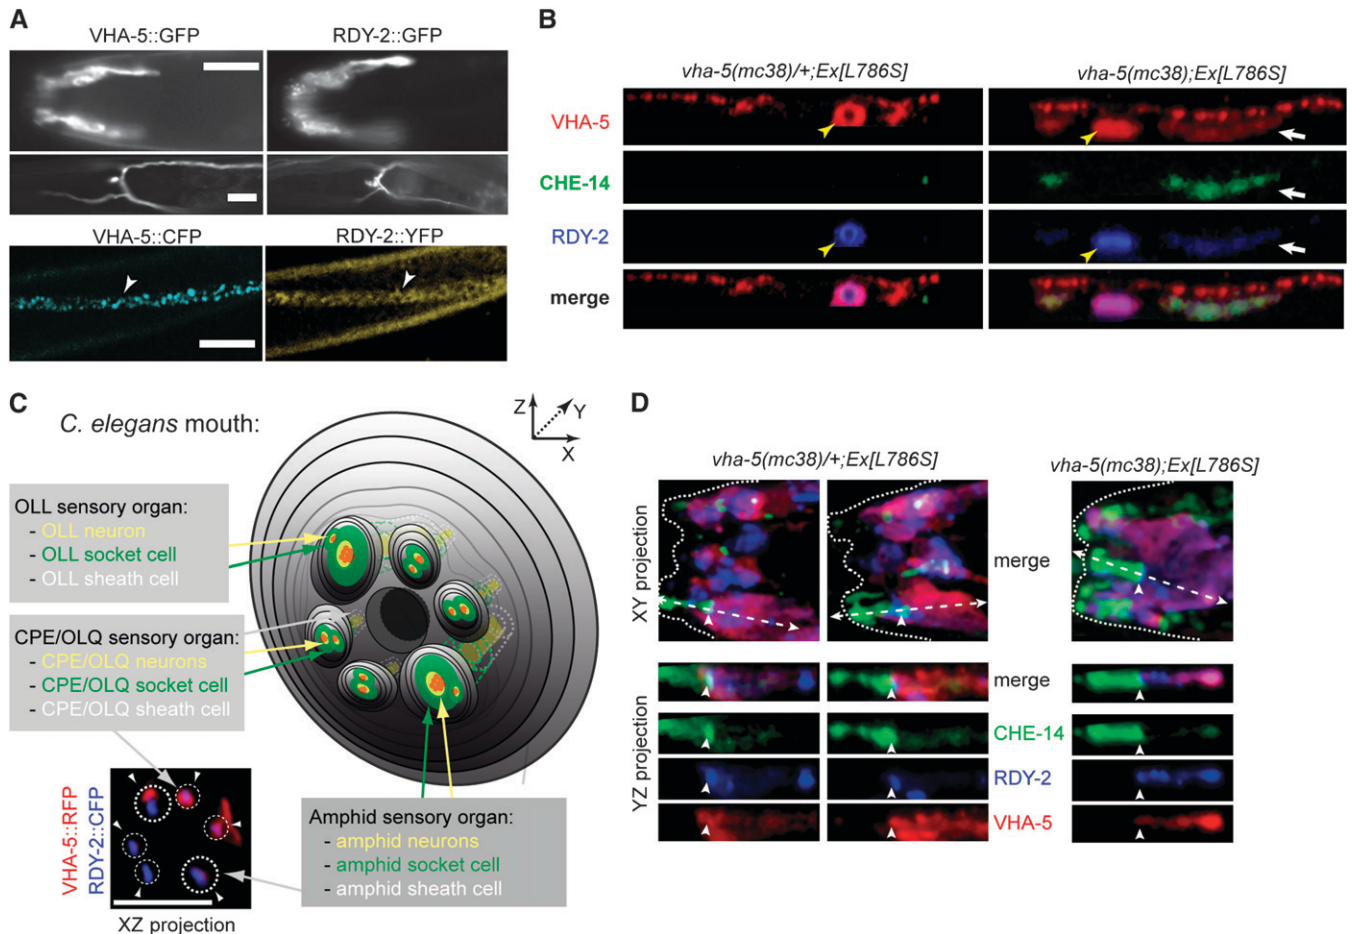 A
VHA-5::GFP
RDY-2::GFP
VHA-5::CFP
RDY-2::YFP
B
vha-5(mc38)/+;Ex[L786S]
vha-5(mc38);Ex[L786S]
VHA-5
CHE-14
RDY-2
merge
C
C. elegans mouth:
Z
Y
X
OLL sensory organ:
- OLL neuron
- OLL socket cell
- OLL sheath cell
CPE/OLQ sensory organ:
- CPE/OLQ neurons
- CPE/OLQ socket cell
- CPE/OLQ sheath cell
Amphid sensory organ:
- amphid neurons
- amphid socket cell
- amphid sheath cell
VHA-5::RFP
RDY-2::CFP
XZ projection
D
vha-5(mc38)/+;Ex[L786S]
vha-5(mc38);Ex[L786S]
XY projection
merge
YZ projection
merge
CHE-14
RDY-2
VHA-5